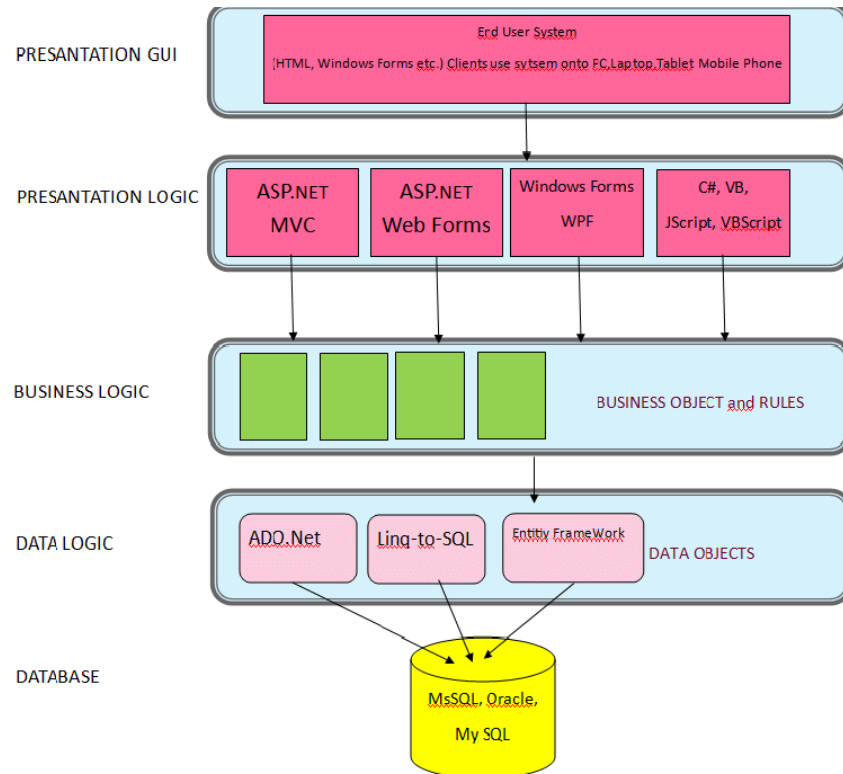 PRESANTATION GUI
End User System
(HTML, Windows Forms etc.) Clients use sytsem onto PC,Laptop,Tablet Mobile Phone
PRESANTATION LOGIC
ASP.NET
MVC
ASP.NET
Web Forms
Windows Forms
WPF
C#, VB,
JScript, VBScript
BUSINESS LOGIC
BUSINESS OBJECT and RULES
DATA LOGIC
ADO.Net
Linq-to-SQL
Entitiy FrameWork
DATA OBJECTS
DATABASE
MsSQL, Oracle,
My SQL